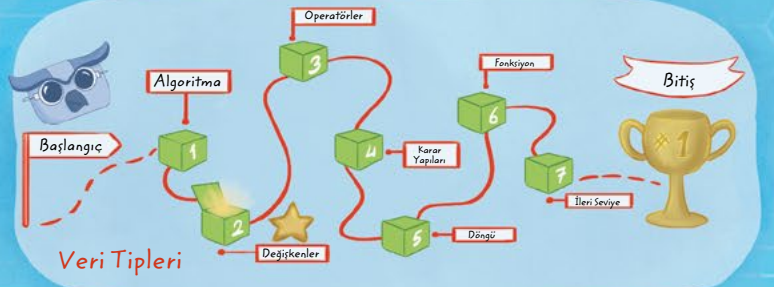 Başlangıç
Algoritma
1
2
Değişkenler
Veri Tipleri
Operatörler
3
4
Karar
Yapıları
5
Döngü
Fonksiyon
6
7
İleri Seviye
Bitiş
#1